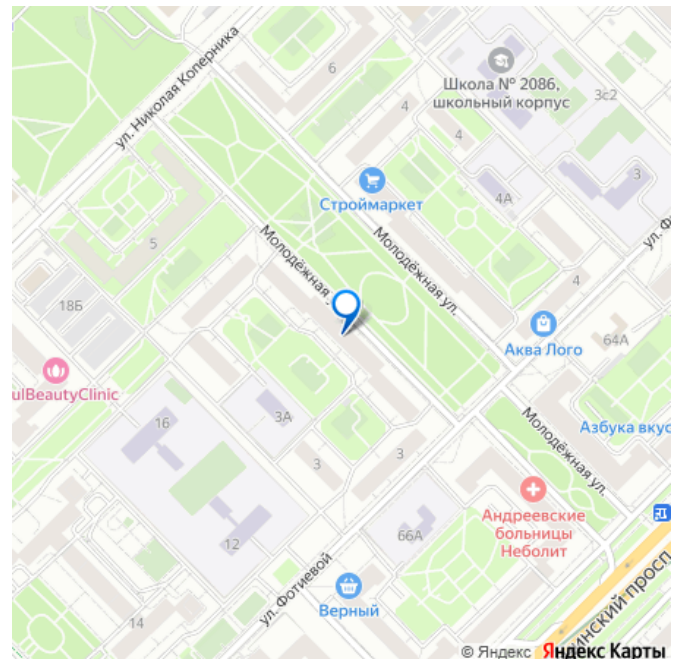 ул. Николая Коперника
6
Школа № 2086,
школьный корпус
3с2
4
4
3
Строймаркет
4А
ул. Ф
5
Молодёжная ул.
Молодёжная
4
18Б
Аква Лого
64А
ulBeautyClinic
3А
Молодёжная ул.
Азбука вкус
16
3
3
Андреевские
больницы
Неболит
66А
12
ул. Фотиевой
Верный
14
инский просп
© Яндекс Яндекс Карты